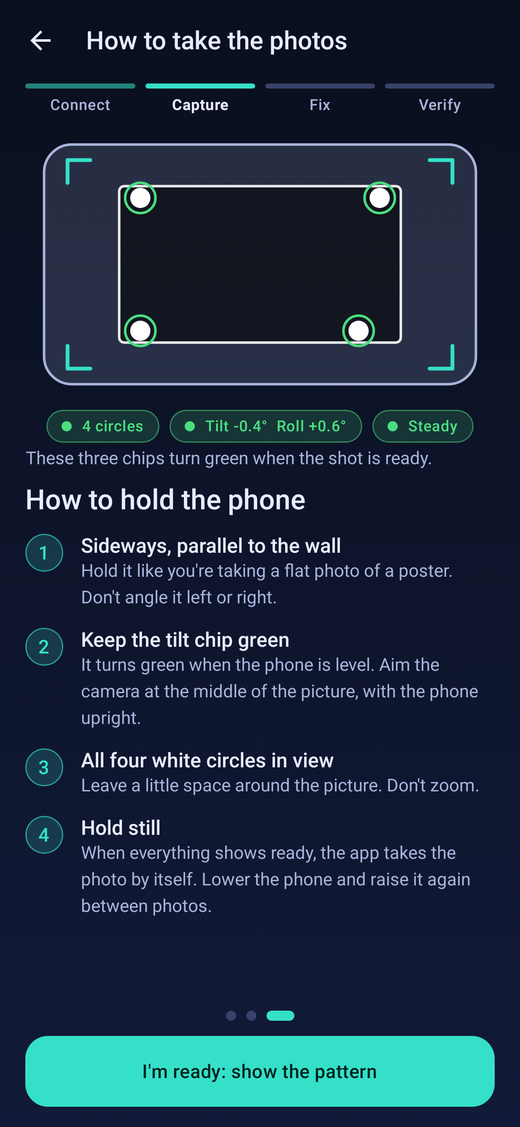 How to take the photos
Connect
Capture
Fix
Verify
4 circles
Tilt -0.4° Roll +0.6°
Steady
These three chips turn green when the shot is ready.
How to hold the phone
1
Sideways, parallel to the wall
Hold it like you're taking a flat photo of a poster.
Don't angle it left or right.
2
Keep the tilt chip green
It turns green when the phone is level. Aim the
camera at the middle of the picture, with the phone
upright.
3
All four white circles in view
Leave a little space around the picture. Don't zoom.
4
Hold still
When everything shows ready, the app takes the
photo by itself. Lower the phone and raise it again
between photos.
I'm ready: show the pattern